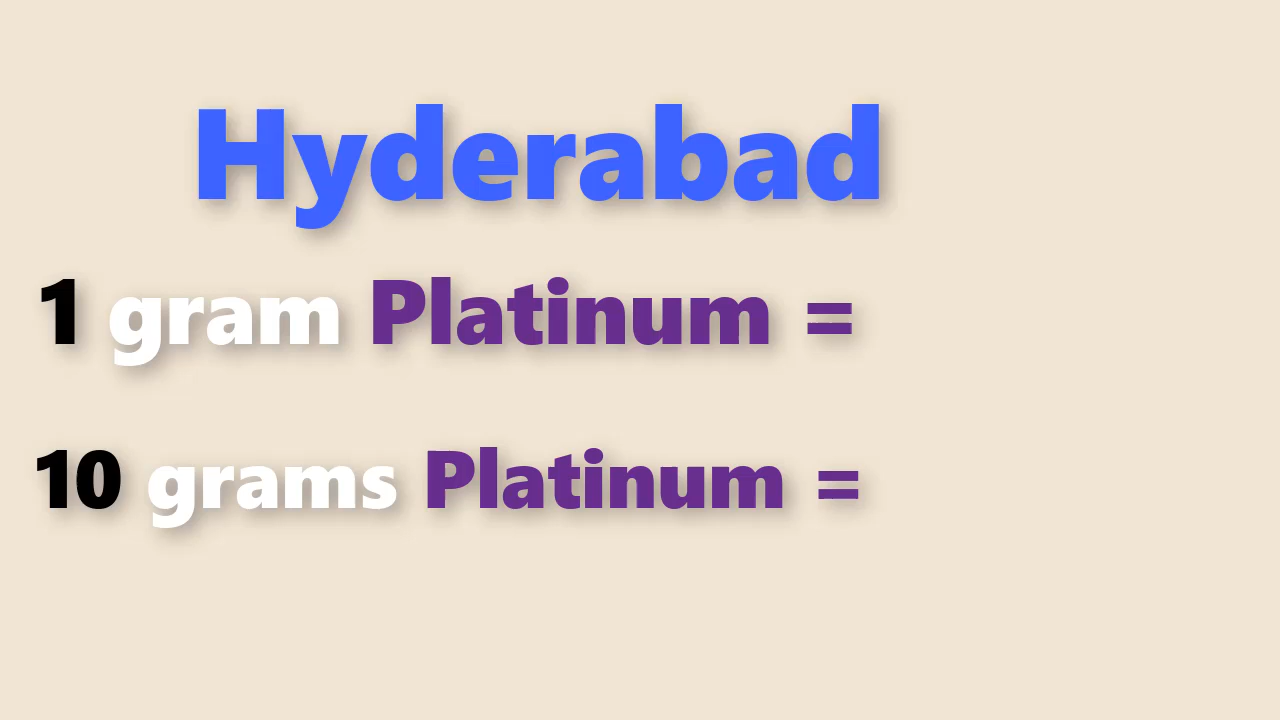 Hyderabad
1 gram Platinum =
10 grams Platinum =